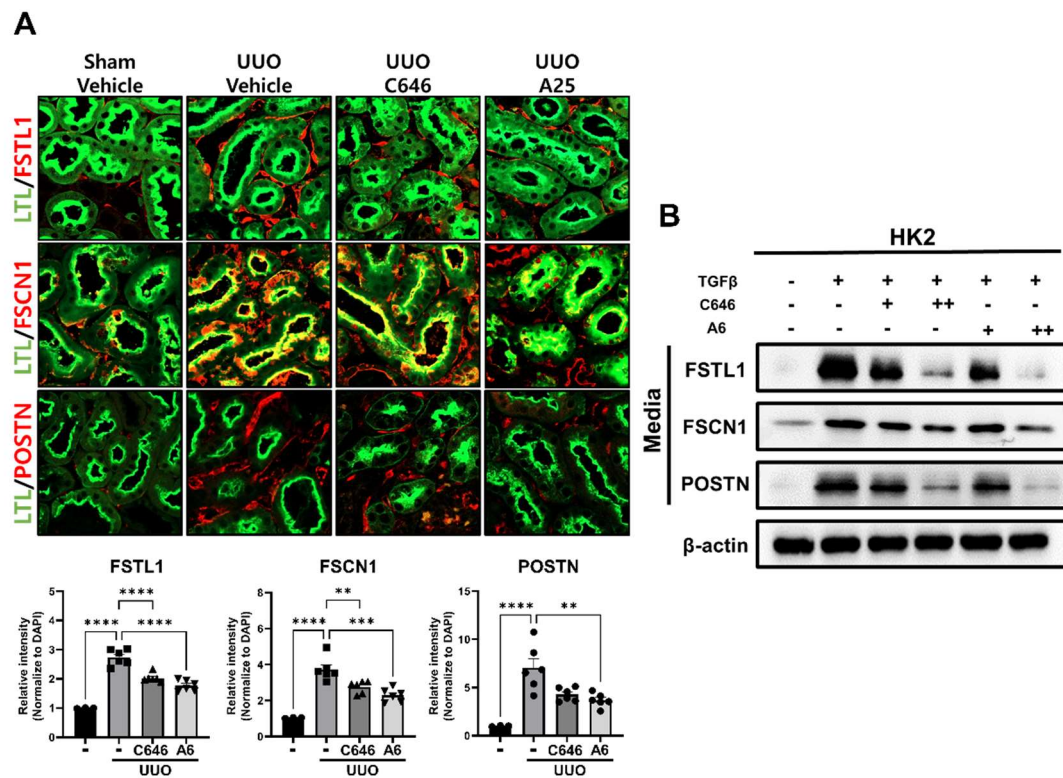 A
Sham
Vehicle
UUO
Vehicle
UUO
C646
UUO
A25
LTL/FSTL1
LTL/FSCN1
LTL/POSTN
FSTL1
Relative intensity
(Normalize to DAPI)
5
4
3
2
1
0
****
****
****
- - C646 A6
UUO
FSCN1
Relative intensity
(Normalize to DAPI)
8
6
4
2
0
**
****
***
- - C646 A6
UUO
POSTN
Relative intensity
(Normalize to DAPI)
15
10
5
0
****
**
- - C646 A6
UUO
B
HK2
TGFβ - + + + + +
C646 - - + ++ - -
A6 - - - - + ++
Media
FSTL1
FSCN1
POSTN
β-actin